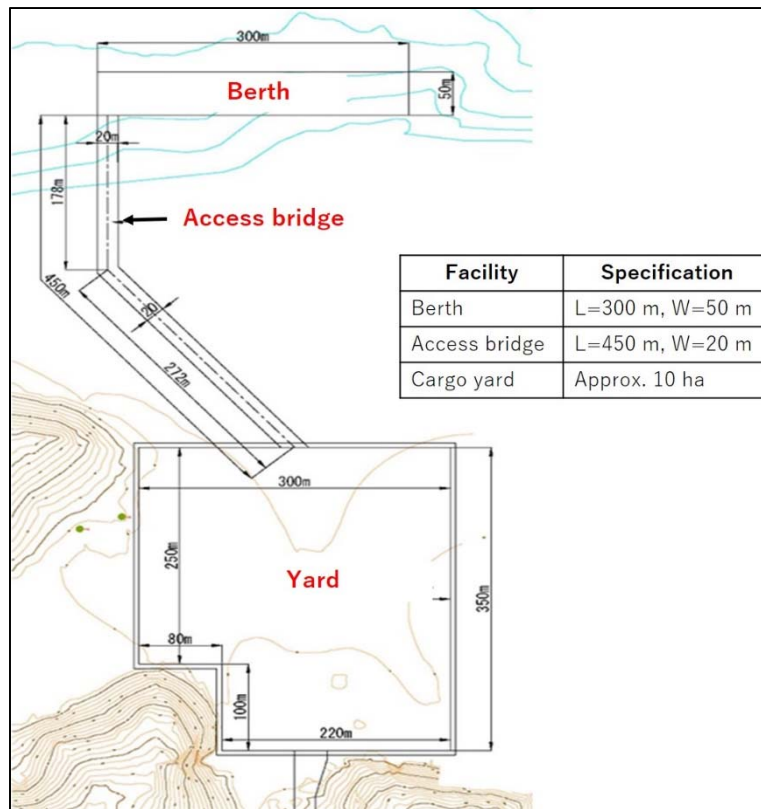 300m
Berth
50m
20m
178m
Access bridge
450m
20
272m
Facility Specification
Berth L=300 m, W=50 m
Access bridge L=450 m, W=20 m
Cargo yard Approx. 10 ha
300m
250m
Yard
350m
80m
100m
220m